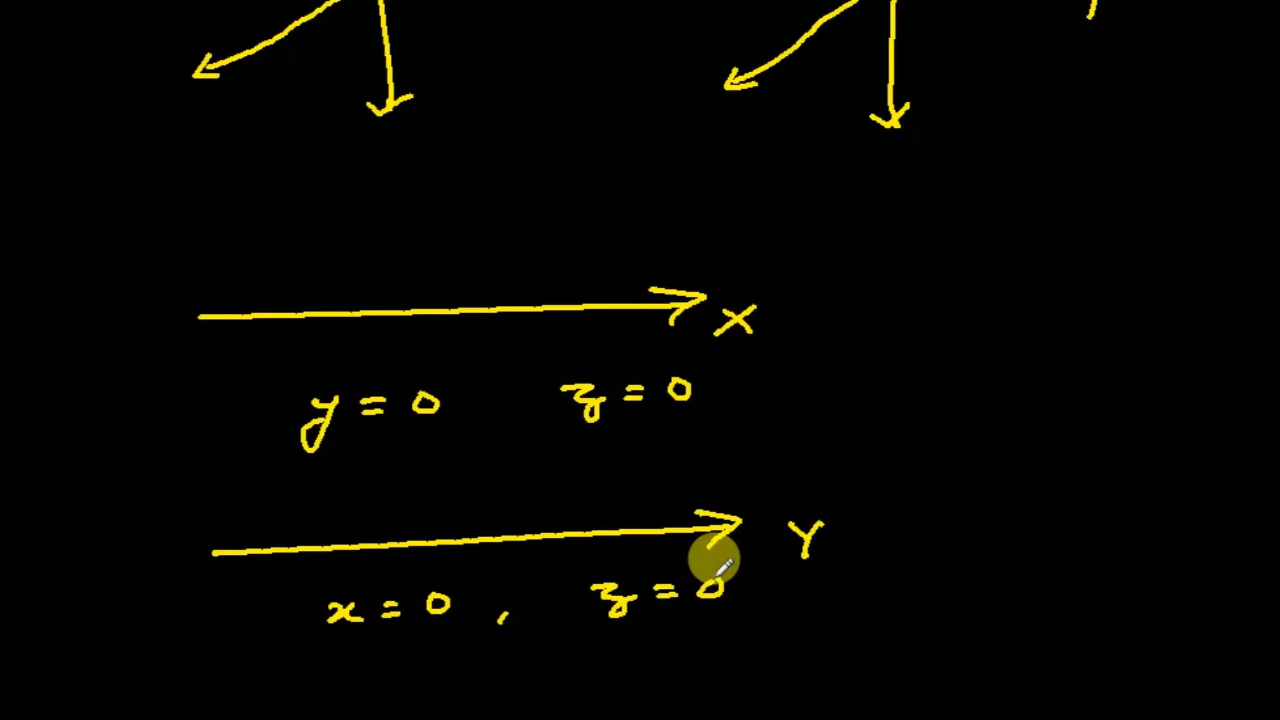 X
y = 0 z = 0
Y
x = 0 , z = 0